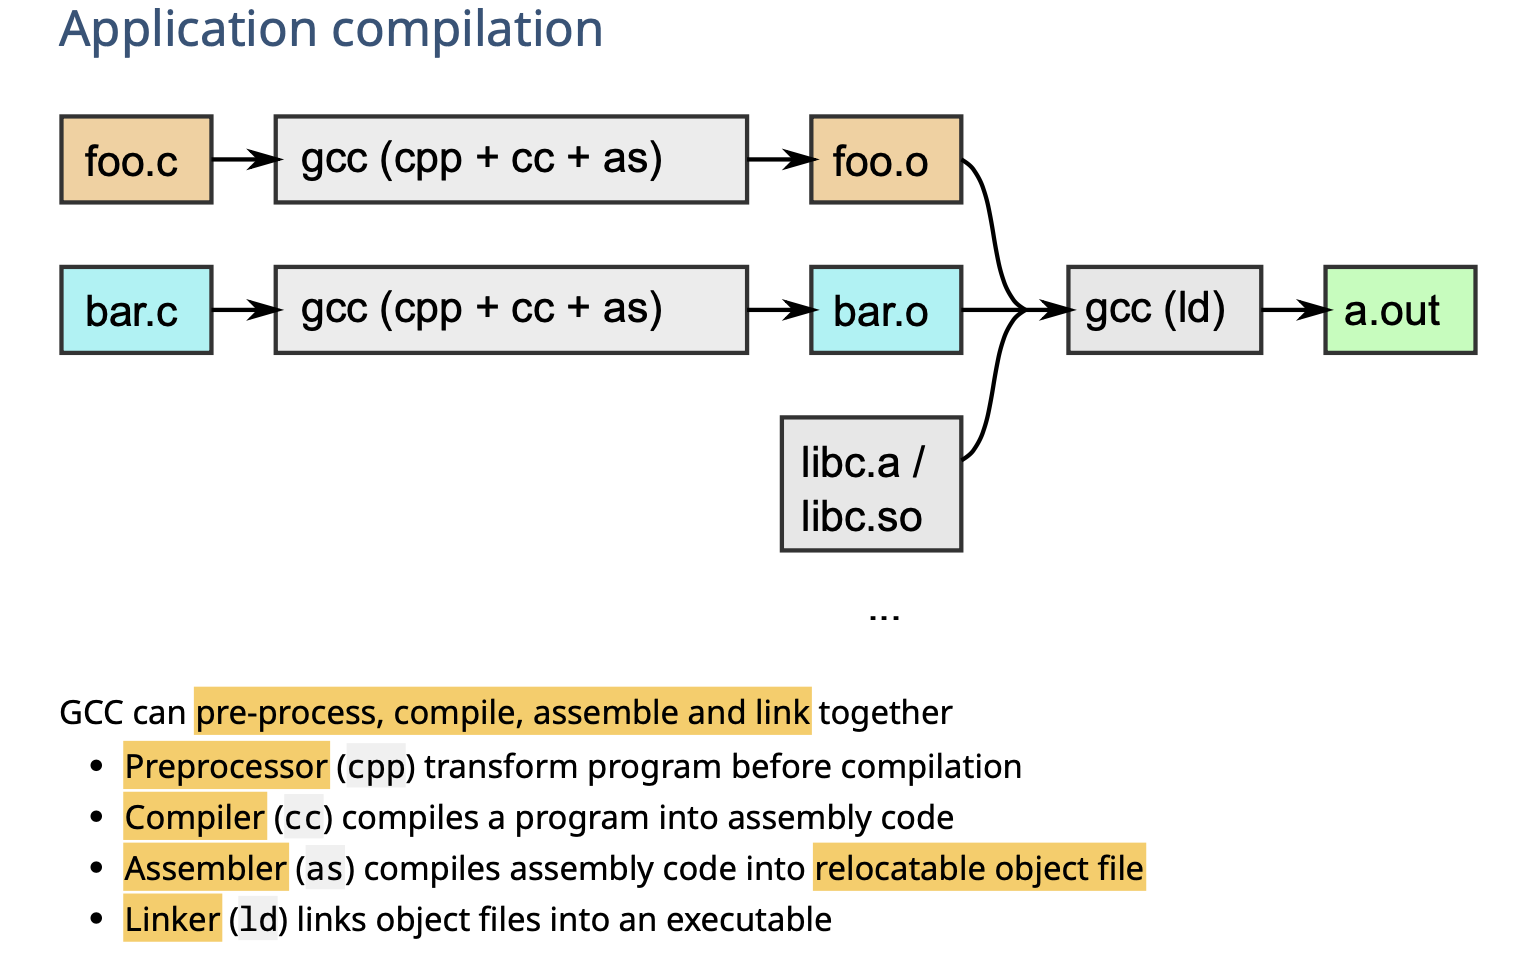 Application compilation
foo.c
gcc (cpp + cc + as)
foo.o
bar.c
gcc (cpp + cc + as)
bar.o
gcc (ld)
a.out
libc.a /
libc.so
...
GCC can pre-process, compile, assemble and link together
• Preprocessor (cpp) transform program before compilation
• Compiler (cc) compiles a program into assembly code
• Assembler (as) compiles assembly code into relocatable object file
• Linker (ld) links object files into an executable